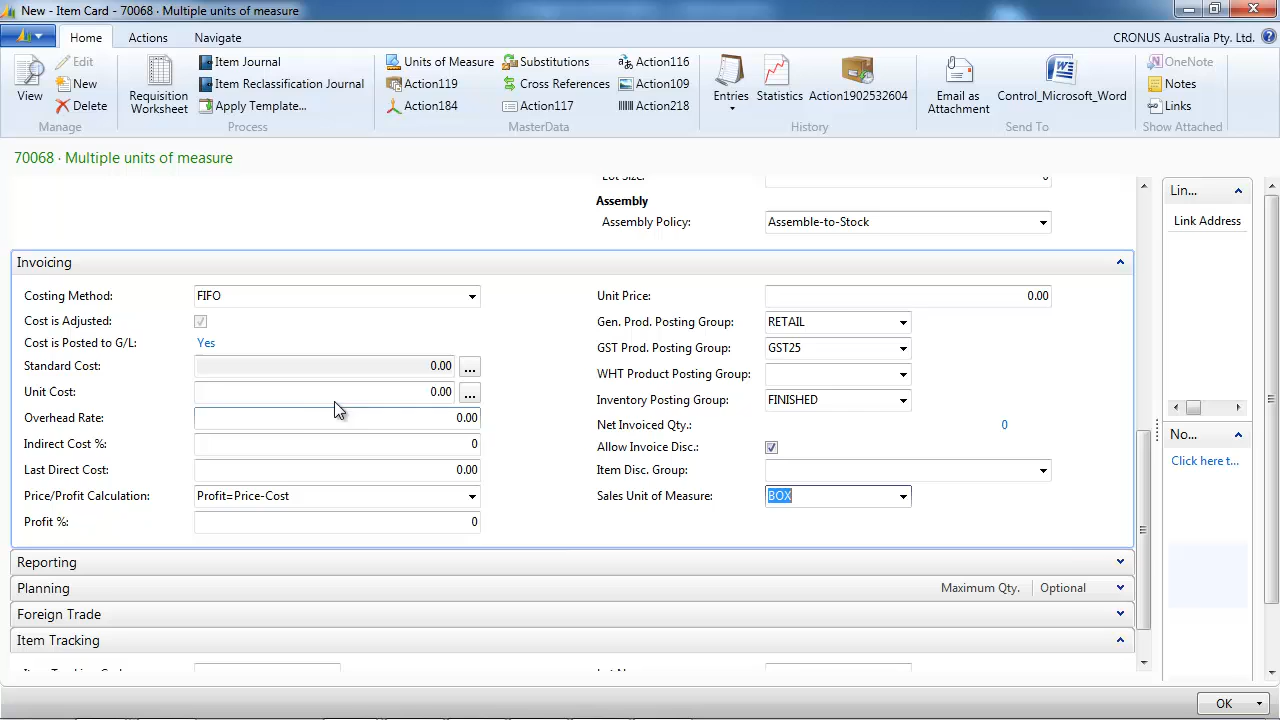 New - Item Card - 70068 · Multiple units of measure
Home Actions Navigate CRONUS Australia Pty. Ltd.
View Edit New Delete
Manage
Requisition Worksheet
Item Journal
Item Reclassification Journal
Apply Template...
Process
Units of Measure Substitutions Action116
Cross References Action109
Action184 Action117 Action218
MasterData
Entries Statistics Action1902532604
History
Email as Attachment Control_Microsoft_Word
Send To
OneNote
Notes
Links
Show Attached
70068 · Multiple units of measure
Lot Size: 0
Assembly
Assembly Policy: Assemble-to-Stock
Invoicing
Costing Method: FIFO
Cost is Adjusted:
Cost is Posted to G/L: Yes
Standard Cost: 0.00 ...
Unit Cost: 0.00 ...
Overhead Rate: 0.00
Indirect Cost %: 0
Last Direct Cost: 0.00
Price/Profit Calculation: Profit=Price-Cost
Profit %: 0
Unit Price: 0.00
Gen. Prod. Posting Group: RETAIL
GST Prod. Posting Group: GST25
WHT Product Posting Group:
Inventory Posting Group: FINISHED
Net Invoiced Qty.: 0
Allow Invoice Disc.:
Item Disc. Group:
Sales Unit of Measure: BOX
Reporting
Planning Maximum Qty. Optional
Foreign Trade
Item Tracking
Lin...
Link Address
No...
Click here t...
OK